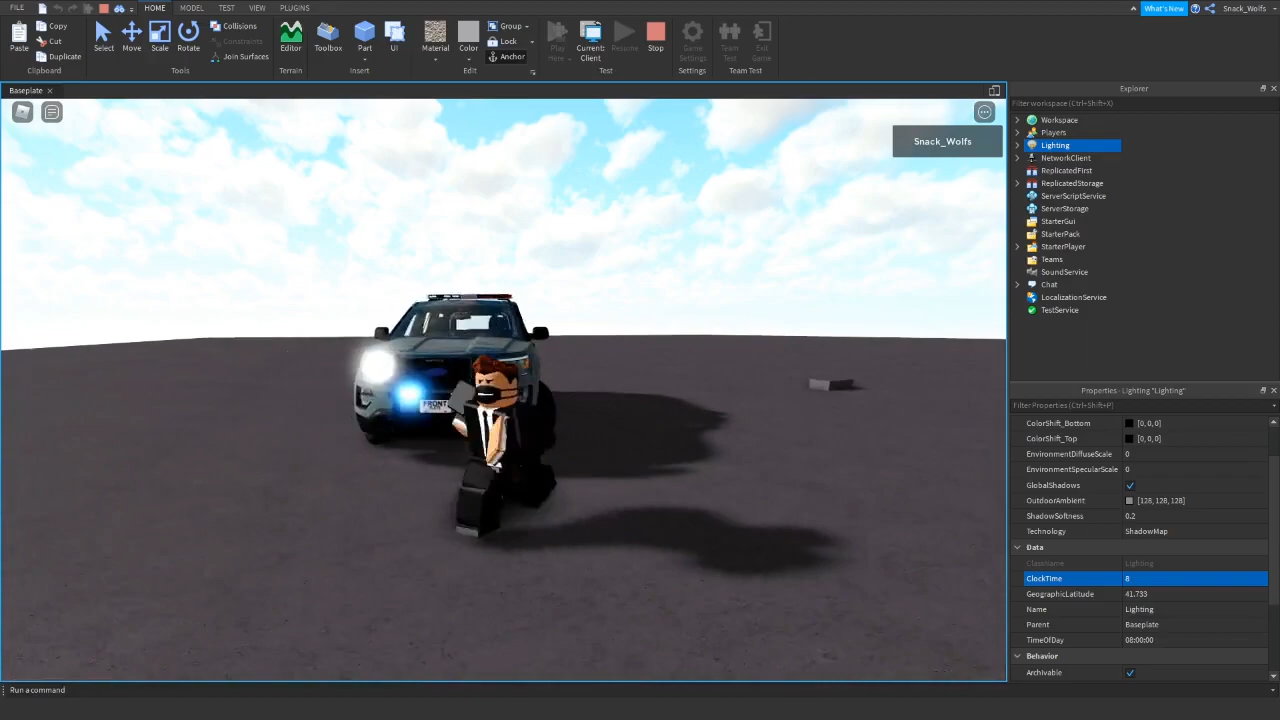 FILE HOME MODEL TEST VIEW PLUGINS What's New Snack_Wolfs
Paste Copy Cut Duplicate Clipboard
Select Move Scale Rotate Collisions Constraints Join Surfaces Tools
Editor Terrain
Toolbox Part UI Insert
Material Color Group Lock Anchor Edit
Play Here Current: Client Resume Stop Test
Game Settings Settings
Team Test Exit Game Team Test
Baseplate
Snack_Wolfs
FRONT
Explorer
Filter workspace (Ctrl+Shift+X)
Workspace
Players
Lighting
NetworkClient
ReplicatedFirst
ReplicatedStorage
ServerScriptService
ServerStorage
StarterGui
StarterPack
StarterPlayer
Teams
SoundService
Chat
LocalizationService
TestService
Properties - Lighting "Lighting"
Filter Properties (Ctrl+Shift+P)
ColorShift_Bottom [0, 0, 0]
ColorShift_Top [0, 0, 0]
EnvironmentDiffuseScale 0
EnvironmentSpecularScale 0
GlobalShadows
OutdoorAmbient [128, 128, 128]
ShadowSoftness 0.2
Technology ShadowMap
Data
ClassName Lighting
ClockTime 8
GeographicLatitude 41.733
Name Lighting
Parent Baseplate
TimeOfDay 08:00:00
Behavior
Archivable
Run a command